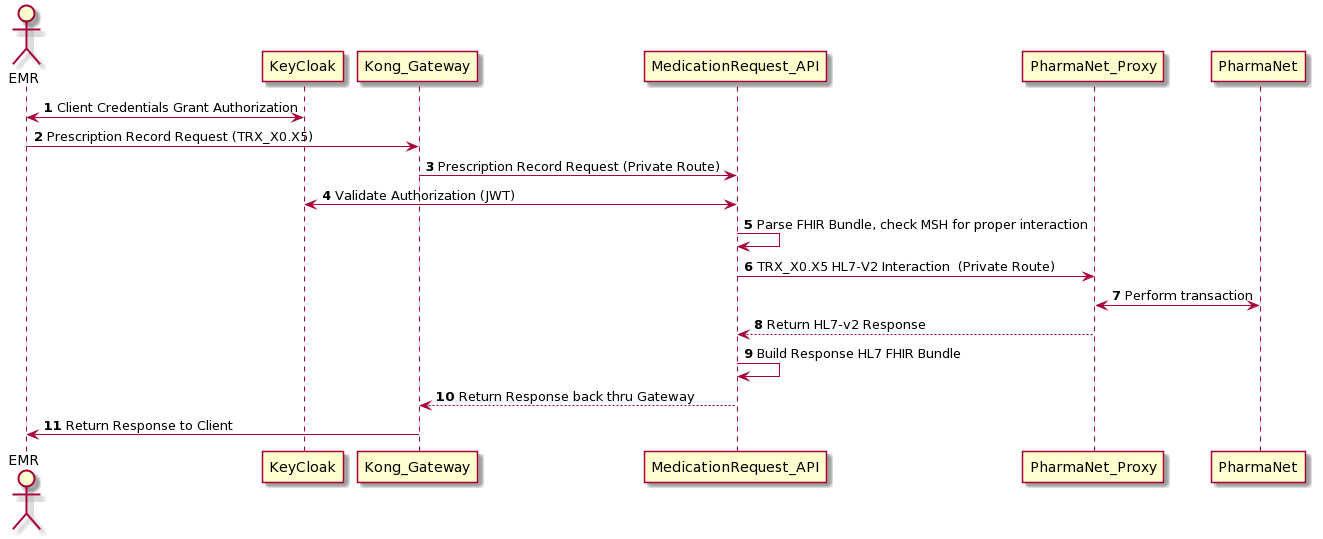 EMR
KeyCloak
Kong_Gateway
MedicationRequest_API
PharmaNet_Proxy
PharmaNet
1 Client Credentials Grant Authorization
2 Prescription Record Request (TRX_X0.X5)
3 Prescription Record Request (Private Route)
4 Validate Authorization (JWT)
5 Parse FHIR Bundle, check MSH for proper interaction
6 TRX_X0.X5 HL7-V2 Interaction  (Private Route)
7 Perform transaction
8 Return HL7-v2 Response
9 Build Response HL7 FHIR Bundle
10 Return Response back thru Gateway
11 Return Response to Client
EMR
KeyCloak
Kong_Gateway
MedicationRequest_API
PharmaNet_Proxy
PharmaNet